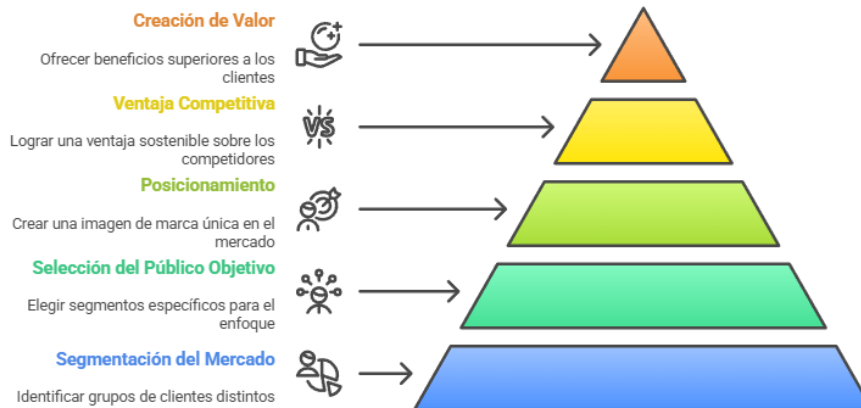 Creación de Valor
Ofrecer beneficios superiores a los
clientes
Ventaja Competitiva
Lograr una ventaja sostenible sobre los
competidores
VS
Posicionamiento
Crear una imagen de marca única en el
mercado
Selección del Público Objetivo
Elegir segmentos específicos para el
enfoque
Segmentación del Mercado
Identificar grupos de clientes distintos